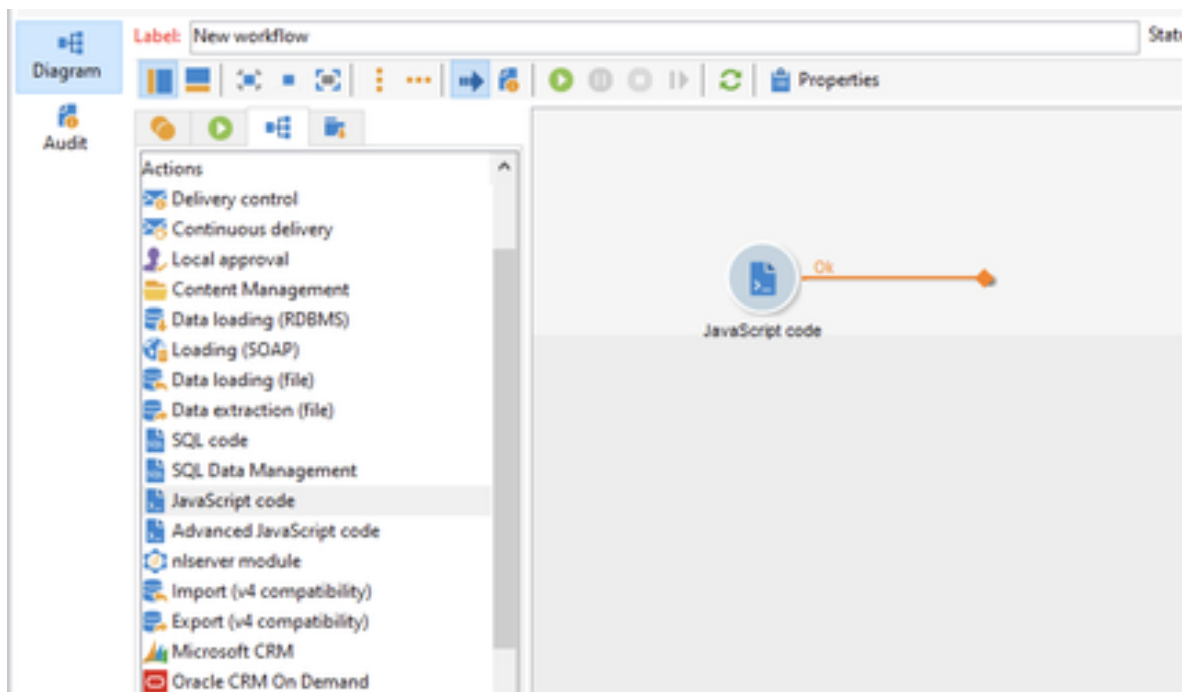 Label: New workflow
Diagram
Properties
Audit
Actions
Delivery control
Continuous delivery
Local approval
Content Management
Data loading (RDBMS)
Loading (SOAP)
Data loading (file)
Data extraction (file)
SQL code
SQL Data Management
JavaScript code
Advanced JavaScript code
nlserver module
Import (v4 compatibility)
Export (v4 compatibility)
Microsoft CRM
Oracle CRM On Demand
Ok
JavaScript code